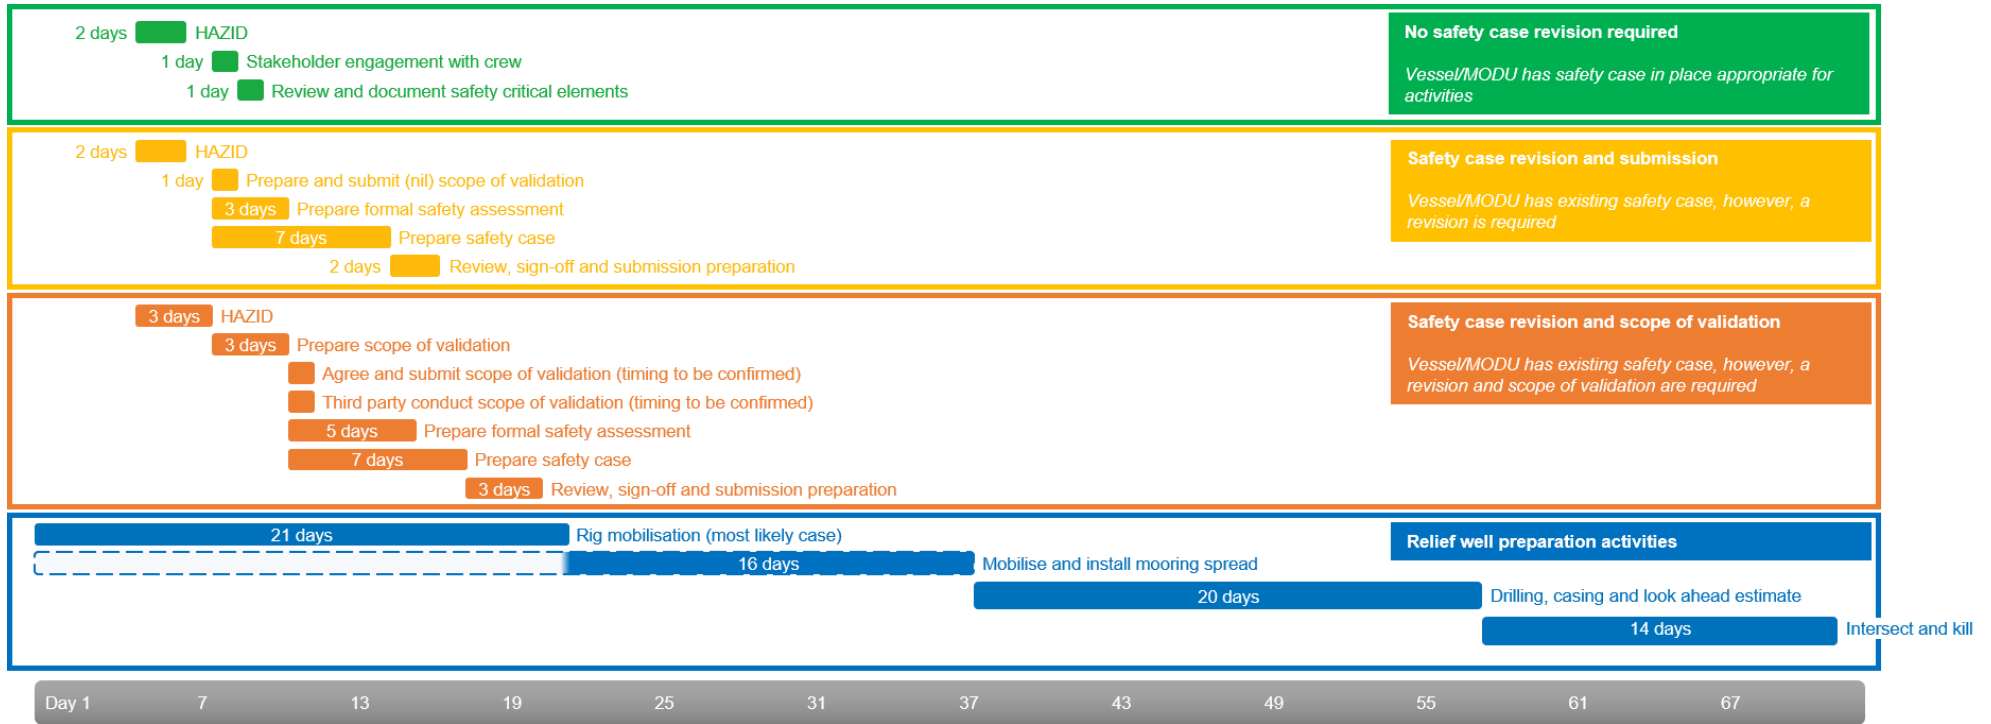 2 days HAZID
1 day Stakeholder engagement with crew
1 day Review and document safety critical elements
No safety case revision required
Vessel/MODU has safety case in place appropriate for
activities
2 days HAZID
1 day Prepare and submit (nil) scope of validation
3 days Prepare formal safety assessment
7 days Prepare safety case
2 days Review, sign-off and submission preparation
Safety case revision and submission
Vessel/MODU has existing safety case, however, a
revision is required
3 days HAZID
3 days Prepare scope of validation
Agree and submit scope of validation (timing to be confirmed)
Third party conduct scope of validation (timing to be confirmed)
5 days Prepare formal safety assessment
7 days Prepare safety case
3 days Review, sign-off and submission preparation
Safety case revision and scope of validation
Vessel/MODU has existing safety case, however, a
revision and scope of validation are required
21 days Rig mobilisation (most likely case)
16 days Mobilise and install mooring spread
20 days Drilling, casing and look ahead estimate
14 days Intersect and kill
Relief well preparation activities
Day 1 7 13 19 25 31 37 43 49 55 61 67